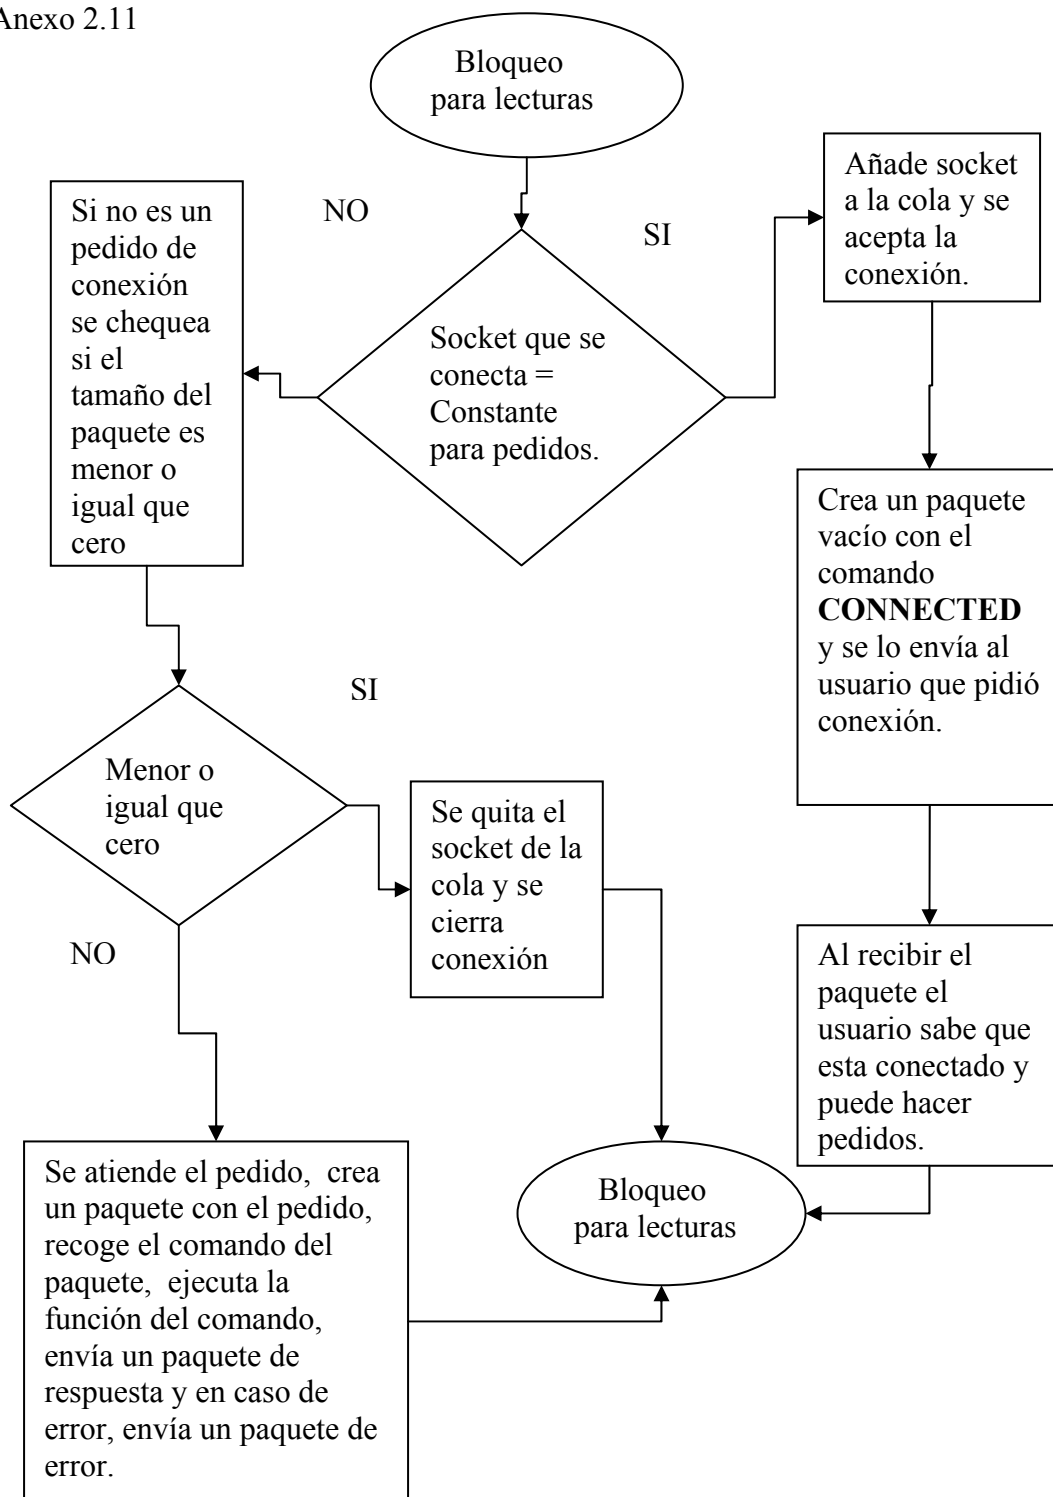 Anexo 2.11
Bloqueo
para lecturas
NO
SI
Socket que se
conecta =
Constante
para pedidos.
Añade socket
a la cola y se
acepta la
conexión.
Si no es un
pedido de
conexión
se chequea
si el
tamaño del
paquete es
menor o
igual que
cero
Crea un paquete
vacío con el
comando
CONNECTED
y se lo envía al
usuario que pidió
conexión.
SI
Menor o
igual que
cero
NO
Se quita el
socket de la
cola y se
cierra
conexión
Al recibir el
paquete el
usuario sabe que
esta conectado y
puede hacer
pedidos.
Se atiende el pedido,  crea
un paquete con el pedido,
recoge el comando del
paquete,  ejecuta la
función del comando,
envía un paquete de
respuesta y en caso de
error, envía un paquete de
error.
Bloqueo
para lecturas